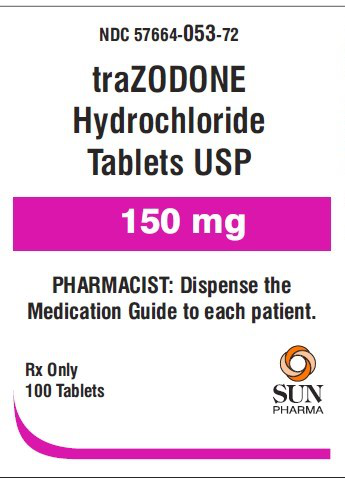 NDC 57664-053-72
traZODONE
Hydrochloride
Tablets USP
150 mg
PHARMACIST: Dispense the
Medication Guide to each patient.
Rx Only
100 Tablets
SUN
PHARMA